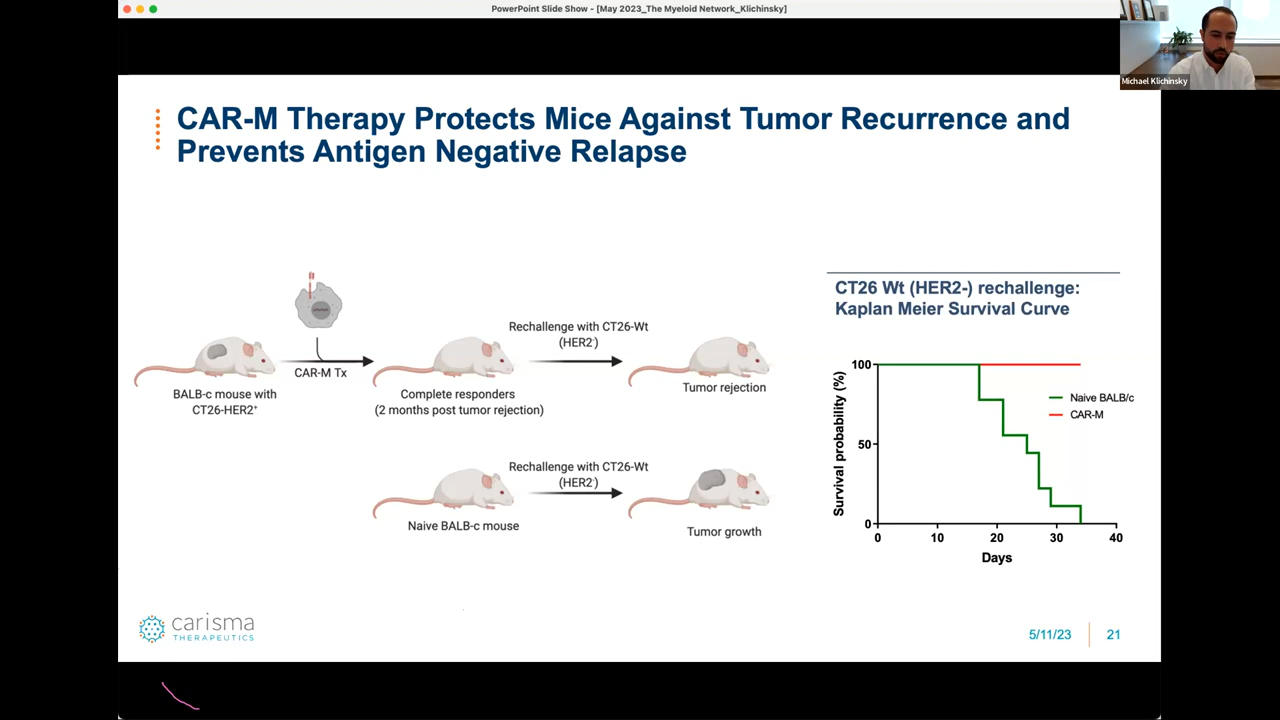 PowerPoint Slide Show - [May 2023_The Myeloid Network_Klichinsky]
Michael Klichinsky
CAR-M Therapy Protects Mice Against Tumor Recurrence and
Prevents Antigen Negative Relapse
BALB-c mouse with
CT26-HER2+
CAR-M Tx
Complete responders
(2 months post tumor rejection)
Rechallenge with CT26-Wt
(HER2-)
Tumor rejection
Naive BALB-c mouse
Rechallenge with CT26-Wt
(HER2-)
Tumor growth
CT26 Wt (HER2-) rechallenge:
Kaplan Meier Survival Curve
Survival probability (%)
100
50
0
Naive BALB/c
CAR-M
0 10 20 30 40
Days
carisma
THERAPEUTICS
5/11/23 21